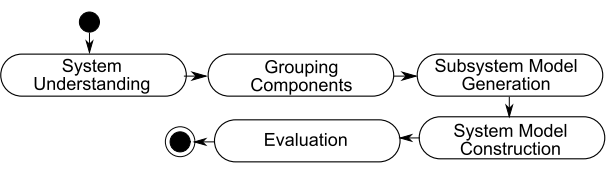 System
Understanding
Grouping
Components
Subsystem Model
Generation
System Model
Construction
Evaluation